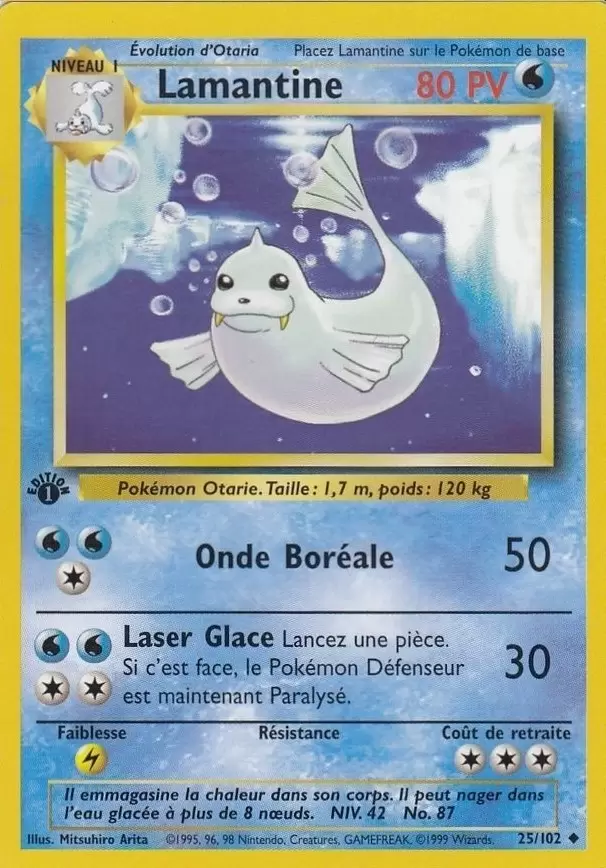 Évolution d'Otaria
Placez Lamantine sur le Pokémon de base
NIVEAU 1
Lamantine
80 PV
EDITION
1
Pokémon Otarie. Taille : 1,7 m, poids : 120 kg
Onde Boréale
50
Laser Glace Lancez une pièce.
Si c'est face, le Pokémon Défenseur
est maintenant Paralysé.
30
Faiblesse
Résistance
Coût de retraite
Il emmagasine la chaleur dans son corps. Il peut nager dans
l'eau glacée à plus de 8 nœuds. NIV. 42 No. 87
Illus. Mitsuhiro Arita ©1995, 96, 98 Nintendo, Creatures, GAMEFREAK. ©1999 Wizards. 25/102